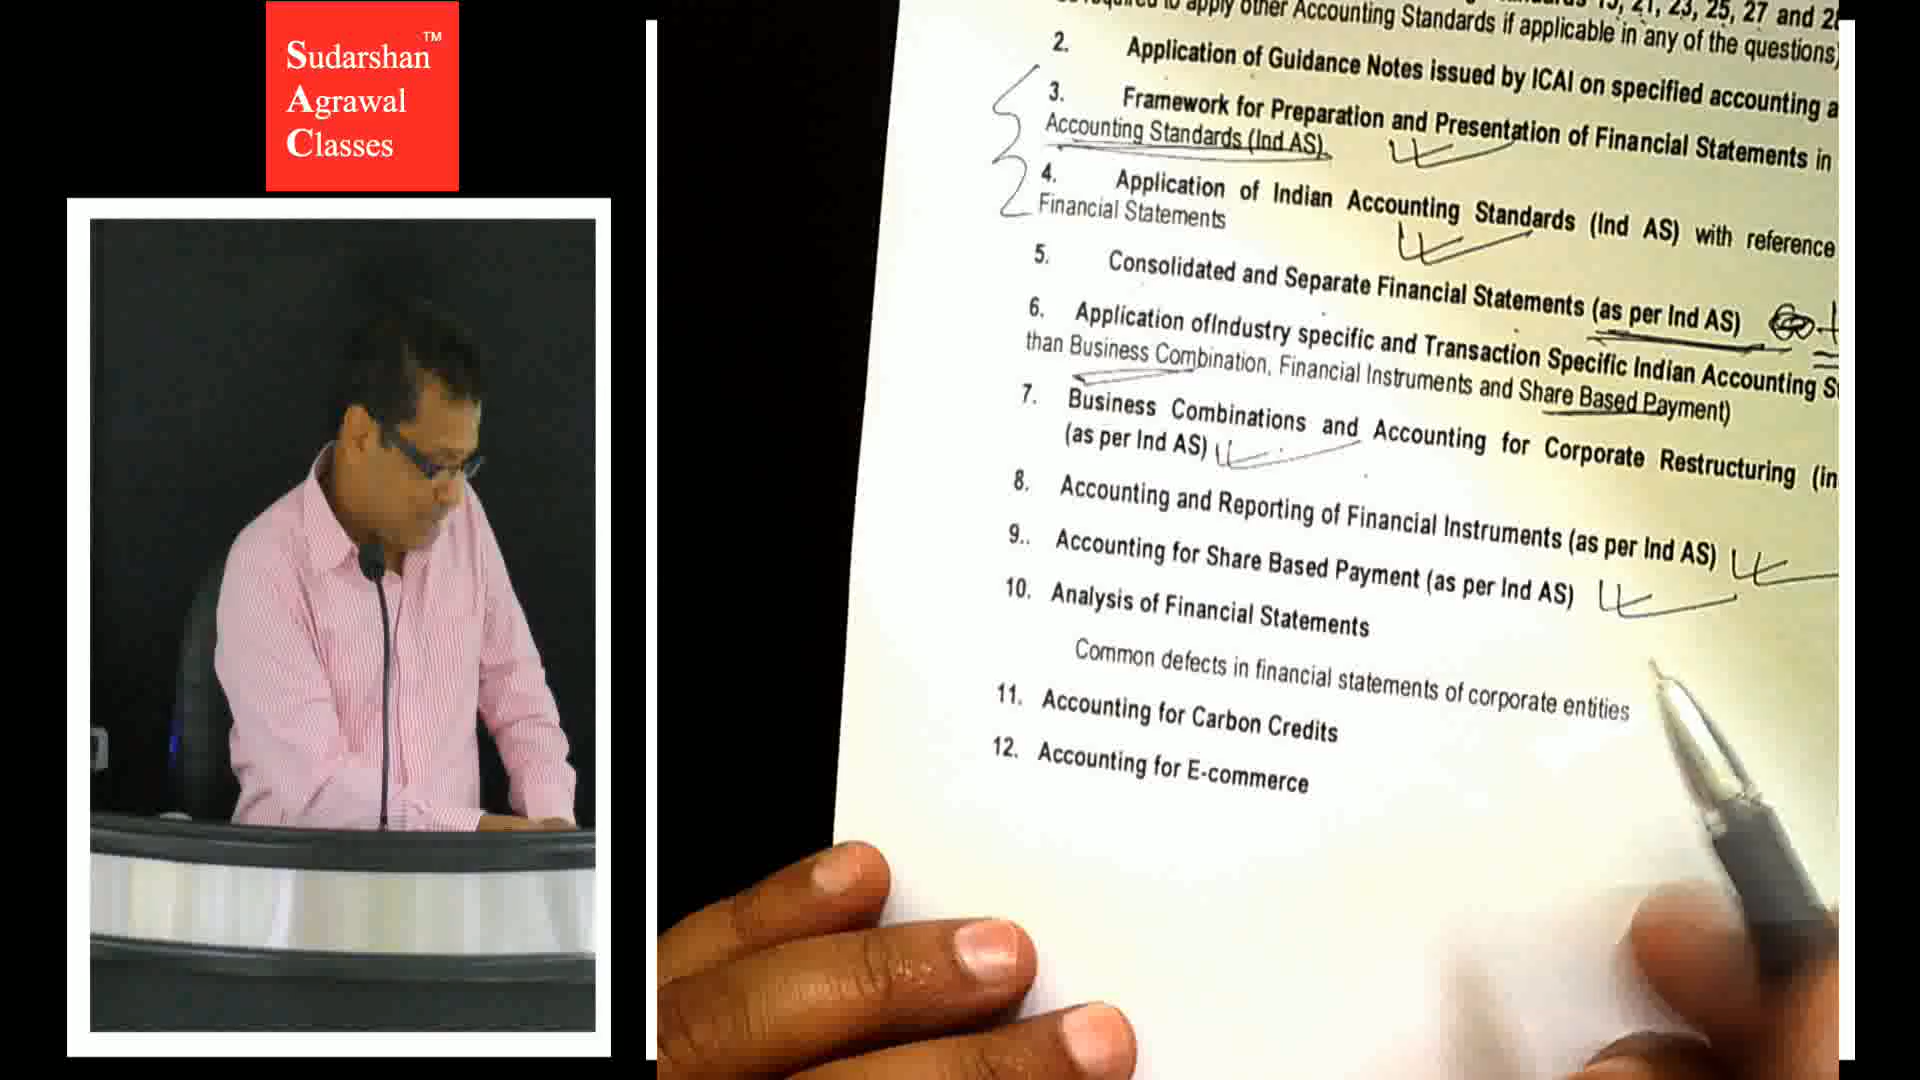 Sudarshan™
Agrawal
Classes
21, 23, 25, 27 and
to apply other Accounting Standards if applicable in any of the questions)
2. Application of Guidance Notes issued by ICAI on specified accounting
3. Framework for Preparation and Presentation of Financial Statements in
Accounting Standards (Ind AS).
4. Application of Indian Accounting Standards (Ind AS) with reference
Financial Statements
5. Consolidated and Separate Financial Statements (as per Ind AS)
6. Application ofIndustry specific and Transaction Specific Indian Accounting
than Business Combination, Financial Instruments and Share Based Payment)
7. Business Combinations and Accounting for Corporate Restructuring (in
(as per Ind AS)
8. Accounting and Reporting of Financial Instruments (as per Ind AS)
9.. Accounting for Share Based Payment (as per Ind AS)
10. Analysis of Financial Statements
Common defects in financial statements of corporate entities
11. Accounting for Carbon Credits
12. Accounting for E-commerce